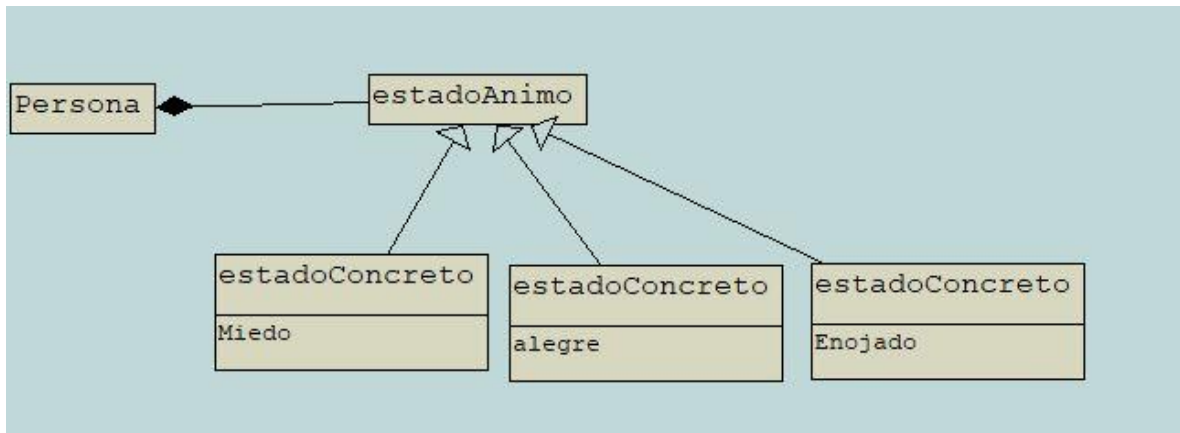 Persona
estadoAnimo
estadoConcreto
Miedo
estadoConcreto
alegre
estadoConcreto
Enojado